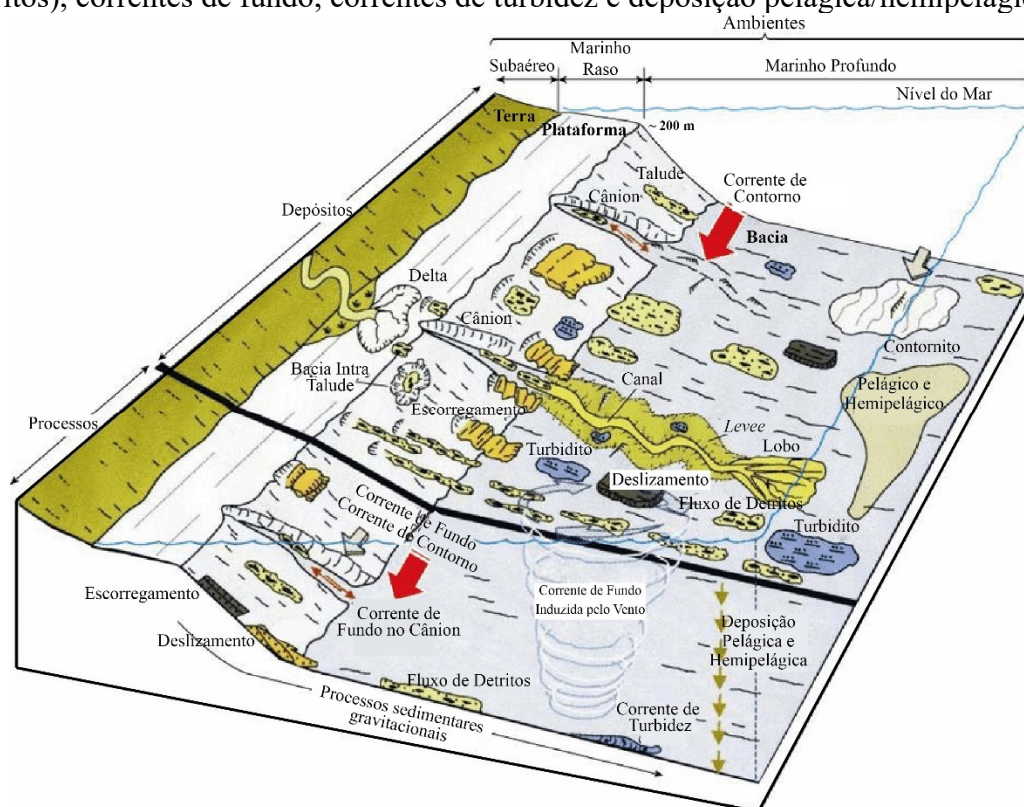 ritos), correntes de fundo, correntes de turbidez e deposição pelágica/hemipelágic
Ambientes
Subaéreo
Marinho
Raso
Marinho Profundo
Nível do Mar
Terra
Plataforma
~ 200 m
Talude
Cânion
Corrente de
Contorno
Bacia
Depósitos
Delta
Cânion
Contornito
Bacia Intra
Talude
Canal
Pelágico e
Hemipelágico
Escorregamento
Levee
Processos
Turbidito
Lobo
Deslizamento
Fluxo de Detritos
Corrente de Fundo
Corrente do Contorno
Turbidito
Escorregamento
Corrente de Fundo
Induzida pelo Vento
Corrente de
Fundo no Cânion
Deposição
Pelágica e
Hemipelágica
Deslizamento
Fluxo de Detritos
Processos sedimentares
gravitacionais
Corrente de
Turbidez